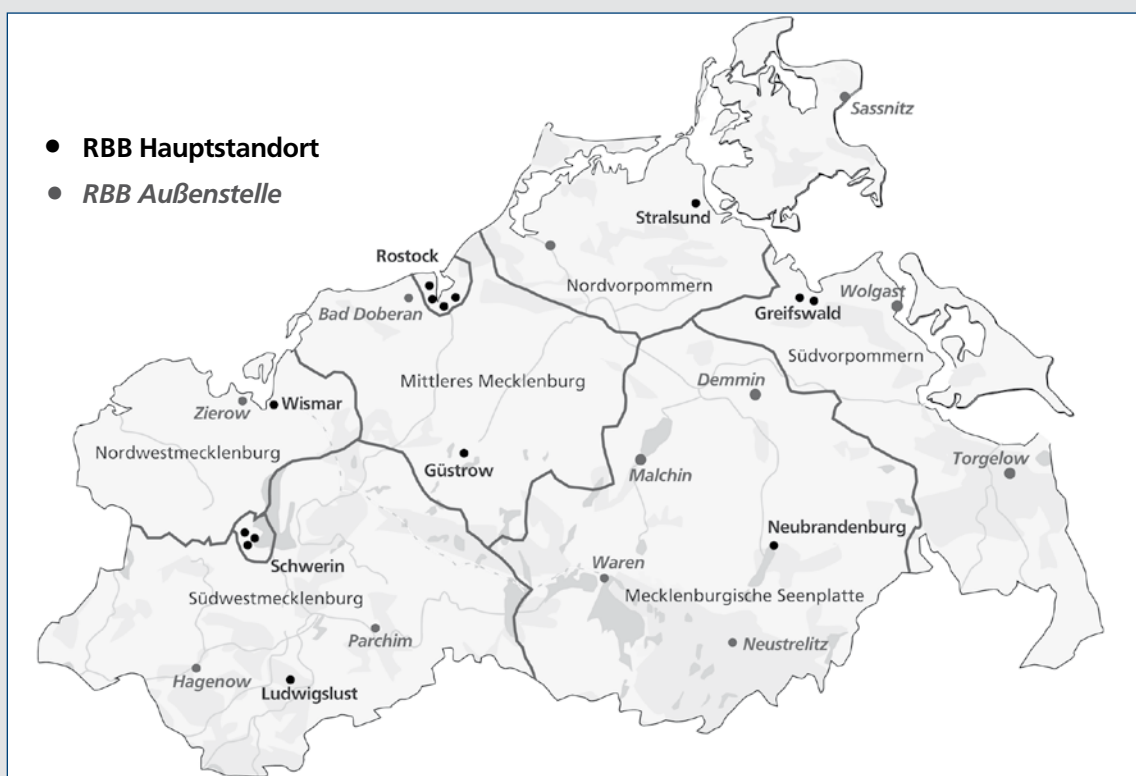 RBB Hauptstandort
RBB Außenstelle
Sassnitz
Stralsund
Rostock
Nordvorpommern
Wolgast
Bad Doberan
Greifswald
Südvorpommern
Mittleres Mecklenburg
Demmin
Zierow
Wismar
Nordwestmecklenburg
Güstrow
Malchin
Torgelow
Neubrandenburg
Schwerin
Waren
Südwestmecklenburg
Mecklenburgische Seenplatte
Parchim
Neustrelitz
Hagenow
Ludwigslust